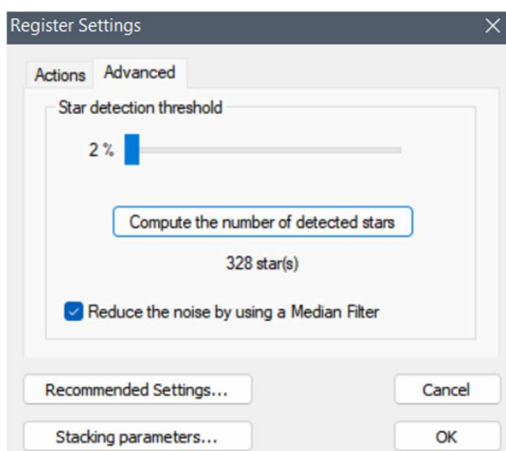 Register Settings
Actions Advanced
Star detection threshold
2 %
Compute the number of detected stars
328 star(s)
Reduce the noise by using a Median Filter
Recommended Settings... Cancel
Stacking parameters... OK